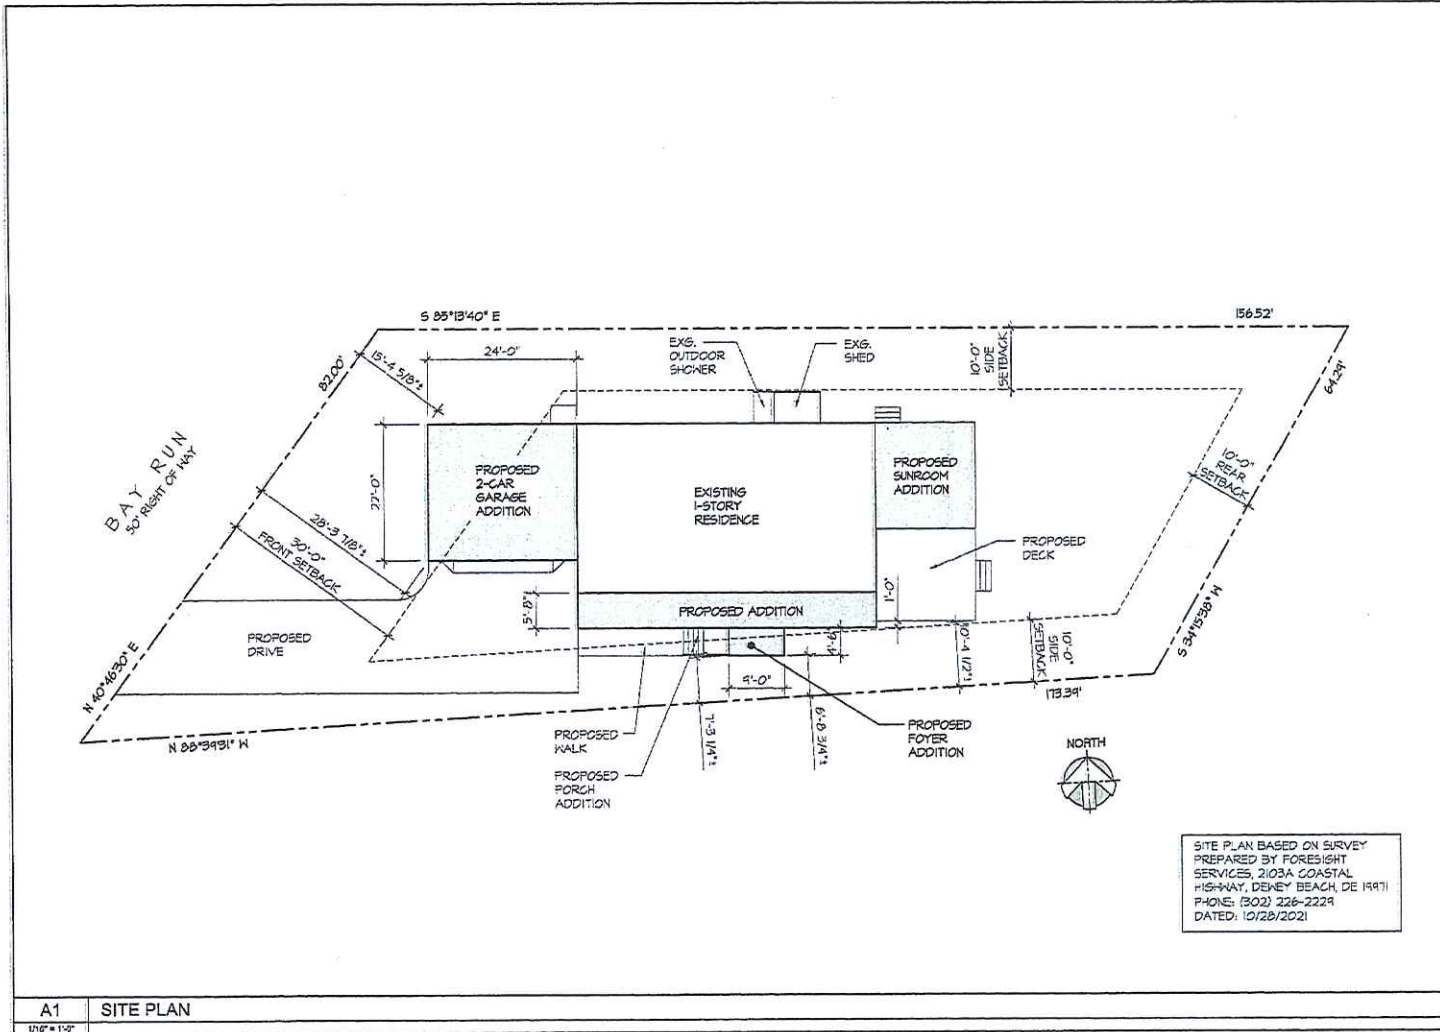 S 85°13'40" E
156.52'
82.00'
15'-4 5/8"±
24'-0"
EXG.
OUTDOOR
SHOWER
EXG.
SHED
10'-0"
SIDE
SETBACK
64.29'
BAY RUN
50' RIGHT OF WAY
22'-0"
PROPOSED
2-CAR
GARAGE
ADDITION
EXISTING
1-STORY
RESIDENCE
PROPOSED
SUNROOM
ADDITION
10'-0"
REAR
SETBACK
28'-3 7/8"±
30'-0"
FRONT SETBACK
PROPOSED
DECK
5'-8"
PROPOSED ADDITION
1'-0"
PROPOSED
DRIVE
9'-0"
10'-4 1/2"±
10'-0"
SIDE
SETBACK
S 34°15'38" W
N 40°46'30" E
173.39'
N 88°39'31" W
PROPOSED
WALK
7'-3 1/4"±
6'-8 3/4"±
PROPOSED
FOYER
ADDITION
PROPOSED
PORCH
ADDITION
NORTH
SITE PLAN BASED ON SURVEY
PREPARED BY FORESIGHT
SERVICES, 2103A COASTAL
HIGHWAY, DEWEY BEACH, DE 19971
PHONE: (302) 226-2229
DATED: 10/28/2021
A1 SITE PLAN
1/16" = 1'-0"